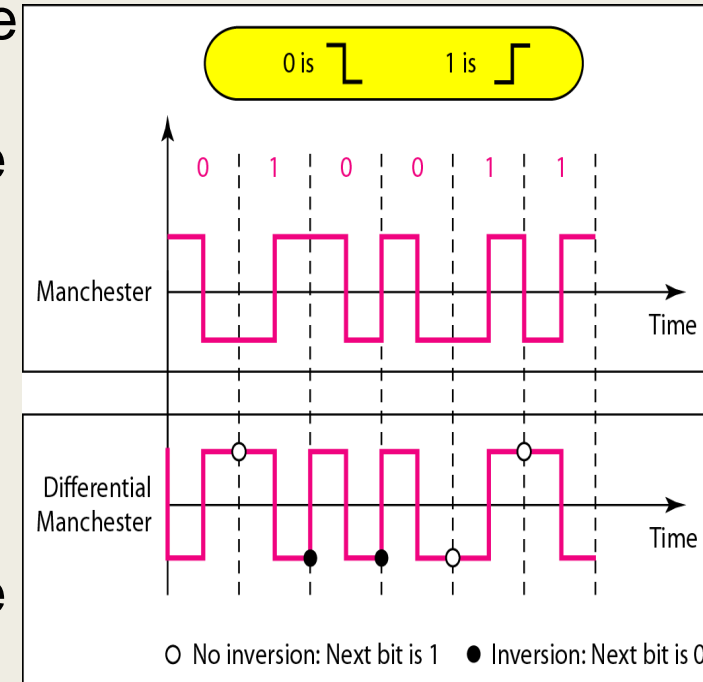 e
0 is 1 is
e
0 1 0 0 1 1
Manchester
Time
Differential
Manchester
Time
e
No inversion: Next bit is 1 Inversion: Next bit is 0